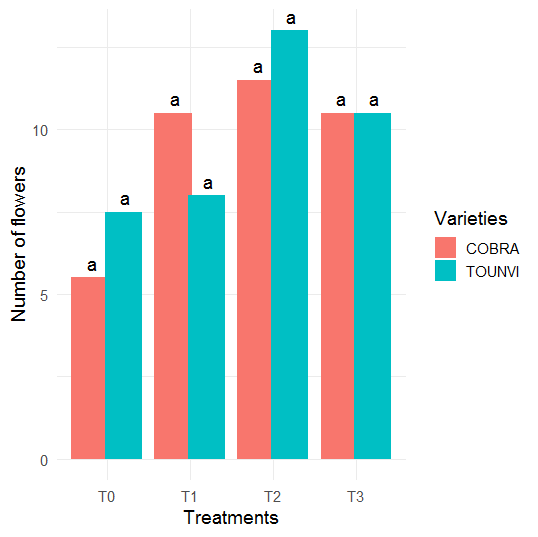 a
a a
a
a a
a
a
10
5
0
Number of flowers
T0 T1 T2 T3
Treatments
Varieties
COBRA
TOUNVI